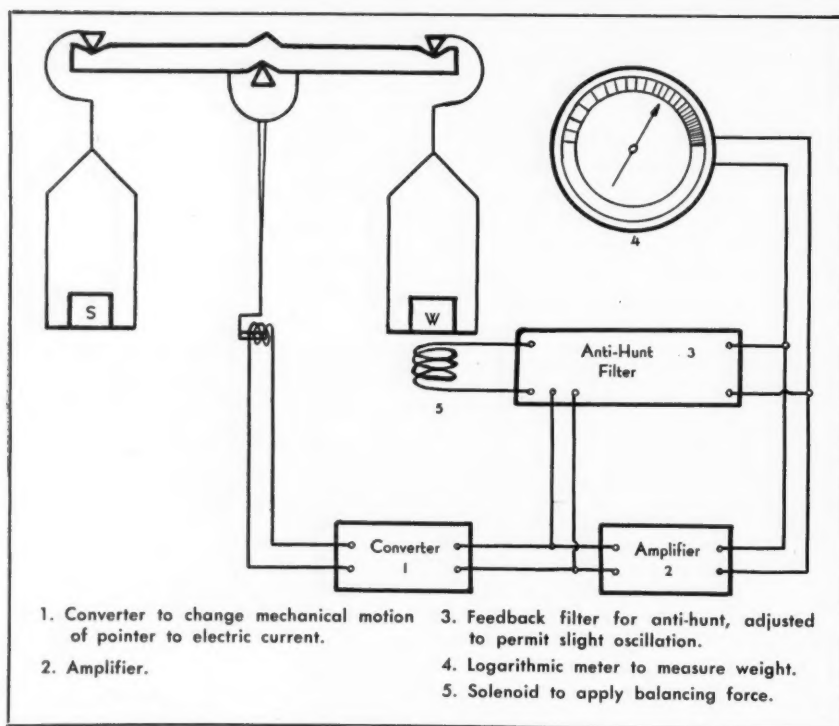 S
W
4
Anti-Hunt 3
Filter
5
Converter
1
Amplifier
2
1. Converter to change mechanical motion
of pointer to electric current.
2. Amplifier.
3. Feedback filter for anti-hunt, adjusted
to permit slight oscillation.
4. Logarithmic meter to measure weight.
5. Solenoid to apply balancing force.